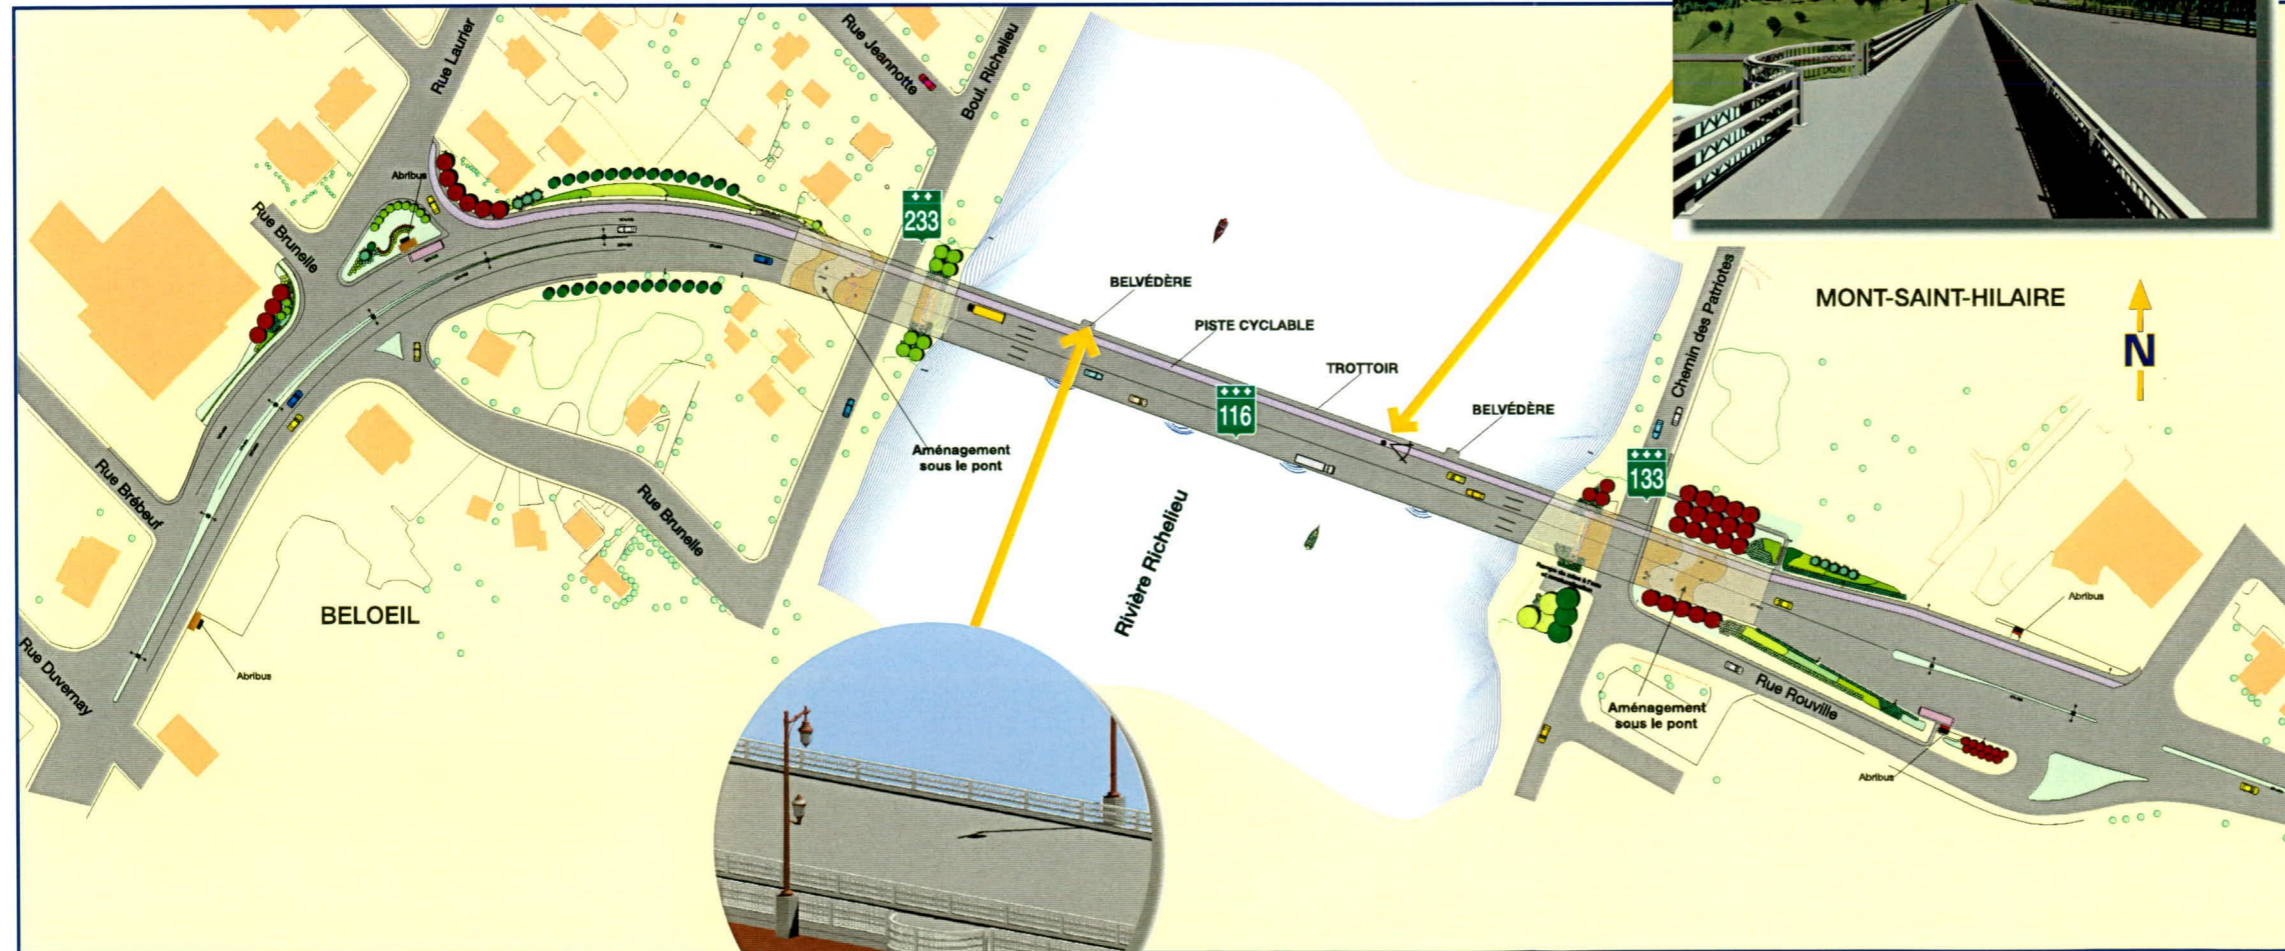 Rue Laurier
Rue Jeannotte
Boul. Richelieu
Abribus
Rue Brunelle
233
BELVÉDÈRE
PISTE CYCLABLE
TROTTOIR
116
BELVÉDÈRE
Chemin des Patriotes
MONT-SAINT-HILAIRE
N
133
Aménagement
sous le pont
Rue Brébeuf
Rue Brunelle
Rivière Richelieu
BELOEIL
Abribus
Rue Duvernay
Abribus
Rue Rouville
Aménagement
sous le pont
Abribus